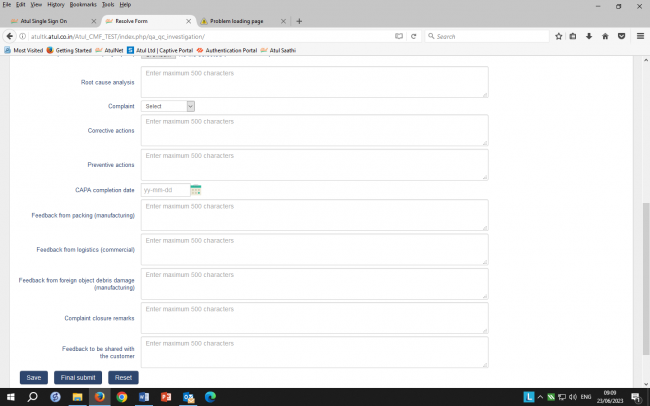 File Edit View History Bookmarks Tools Help
Atul Single Sign On
Resolve Form
Problem loading page
atultk.atul.co.in/Atul_CMF_TEST/index.php/qa_qc_investigation/
Search
Most Visited Getting Started AtulNet Atul Ltd | Captive Portal Authentication Portal Atul Saathi
Root cause analysis
Enter maximum 500 characters
Complaint
Select
Corrective actions
Enter maximum 500 characters
Preventive actions
Enter maximum 500 characters
CAPA completion date
yy-mm-dd
Feedback from packing (manufacturing)
Enter maximum 500 characters
Feedback from logistics (commercial)
Enter maximum 500 characters
Feedback from foreign object debris damage
(manufacturing)
Enter maximum 500 characters
Complaint closure remarks
Enter maximum 500 characters
Feedback to be shared with
the customer
Enter maximum 500 characters
Save Final submit Reset
ENG
09:09
23/06/2023